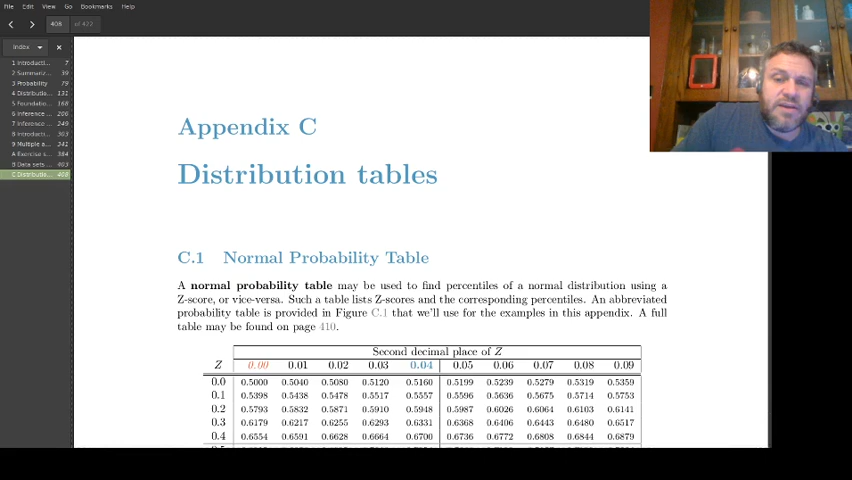 File Edit View Go Bookmarks Help
408 of 422
Index
1 Introducti... 7
2 Summariz... 39
3 Probability 79
4 Distributio... 131
5 Foundatio... 168
6 Inference ... 206
7 Inference ... 249
8 Introducti... 303
9 Multiple a... 341
A Exercise s... 384
B Data sets ... 403
C Distributio... 408
Appendix C
Distribution tables
C.1 Normal Probability Table
A normal probability table may be used to find percentiles of a normal distribution using a
Z-score, or vice-versa. Such a table lists Z-scores and the corresponding percentiles. An abbreviated
probability table is provided in Figure C.1 that we'll use for the examples in this appendix. A full
table may be found on page 410.
Second decimal place of Z
Z 0.00 0.01 0.02 0.03 0.04 0.05 0.06 0.07 0.08 0.09
0.0 0.5000 0.5040 0.5080 0.5120 0.5160 0.5199 0.5239 0.5279 0.5319 0.5359
0.1 0.5398 0.5438 0.5478 0.5517 0.5557 0.5596 0.5636 0.5675 0.5714 0.5753
0.2 0.5793 0.5832 0.5871 0.5910 0.5948 0.5987 0.6026 0.6064 0.6103 0.6141
0.3 0.6179 0.6217 0.6255 0.6293 0.6331 0.6368 0.6406 0.6443 0.6480 0.6517
0.4 0.6554 0.6591 0.6628 0.6664 0.6700 0.6736 0.6772 0.6808 0.6844 0.6879